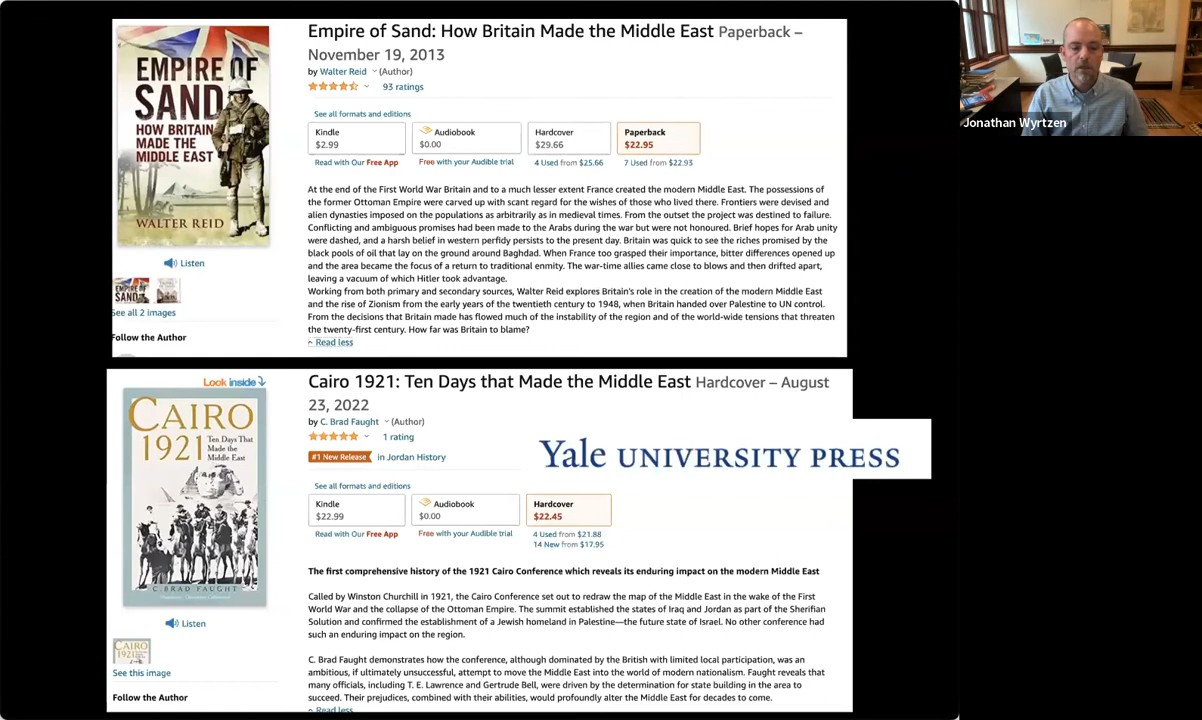 EMPIRE OF
SAND
HOW BRITAIN
MADE THE
MIDDLE EAST
WALTER REID
Listen
EMPIRE OF
SAND
See all 2 images
Follow the Author
Empire of Sand: How Britain Made the Middle East Paperback –
November 19, 2013
by Walter Reid (Author)
93 ratings
See all formats and editions
Kindle
$2.99
Read with Our Free App
Audiobook
$0.00
Free with your Audible trial
Hardcover
$29.66
4 Used from $25.66
Paperback
$22.95
7 Used from $22.93
At the end of the First World War Britain and to a much lesser extent France created the modern Middle East. The possessions of
the former Ottoman Empire were carved up with scant regard for the wishes of those who lived there. Frontiers were devised and
alien dynasties imposed on the populations as arbitrarily as in medieval times. From the outset the project was destined to failure.
Conflicting and ambiguous promises had been made to the Arabs during the war but were not honoured. Brief hopes for Arab unity
were dashed, and a harsh belief in western perfidy persists to the present day. Britain was quick to see the riches promised by the
black pools of oil that lay on the ground around Baghdad. When France too grasped their importance, bitter differences opened up
and the area became the focus of a return to traditional enmity. The war-time allies came close to blows and then drifted apart,
leaving a vacuum of which Hitler took advantage.
Working from both primary and secondary sources, Walter Reid explores Britain's role in the creation of the modern Middle East
and the rise of Zionism from the early years of the twentieth century to 1948, when Britain handed over Palestine to UN control.
From the decisions that Britain made has flowed much of the instability of the region and of the world-wide tensions that threaten
the twenty-first century. How far was Britain to blame?
Read less
Jonathan Wyrtzen
Look inside
CAIRO
1921
Ten Days That
Made the
Middle East
C. BRAD FAUGHT
Listen
CAIRO
1921
See this image
Follow the Author
Cairo 1921: Ten Days that Made the Middle East Hardcover – August
23, 2022
by C. Brad Faught (Author)
1 rating
#1 New Release in Jordan History
Yale UNIVERSITY PRESS
See all formats and editions
Kindle
$22.99
Read with Our Free App
Audiobook
$0.00
Free with your Audible trial
Hardcover
$22.45
4 Used from $21.88
14 New from $17.95
The first comprehensive history of the 1921 Cairo Conference which reveals its enduring impact on the modern Middle East
Called by Winston Churchill in 1921, the Cairo Conference set out to redraw the map of the Middle East in the wake of the First
World War and the collapse of the Ottoman Empire. The summit established the states of Iraq and Jordan as part of the Sherifian
Solution and confirmed the establishment of a Jewish homeland in Palestine—the future state of Israel. No other conference had
such an enduring impact on the region.
C. Brad Faught demonstrates how the conference, although dominated by the British with limited local participation, was an
ambitious, if ultimately unsuccessful, attempt to move the Middle East into the world of modern nationalism. Faught reveals that
many officials, including T. E. Lawrence and Gertrude Bell, were driven by the determination for state building in the area to
succeed. Their prejudices, combined with their abilities, would profoundly alter the Middle East for decades to come.
Read less